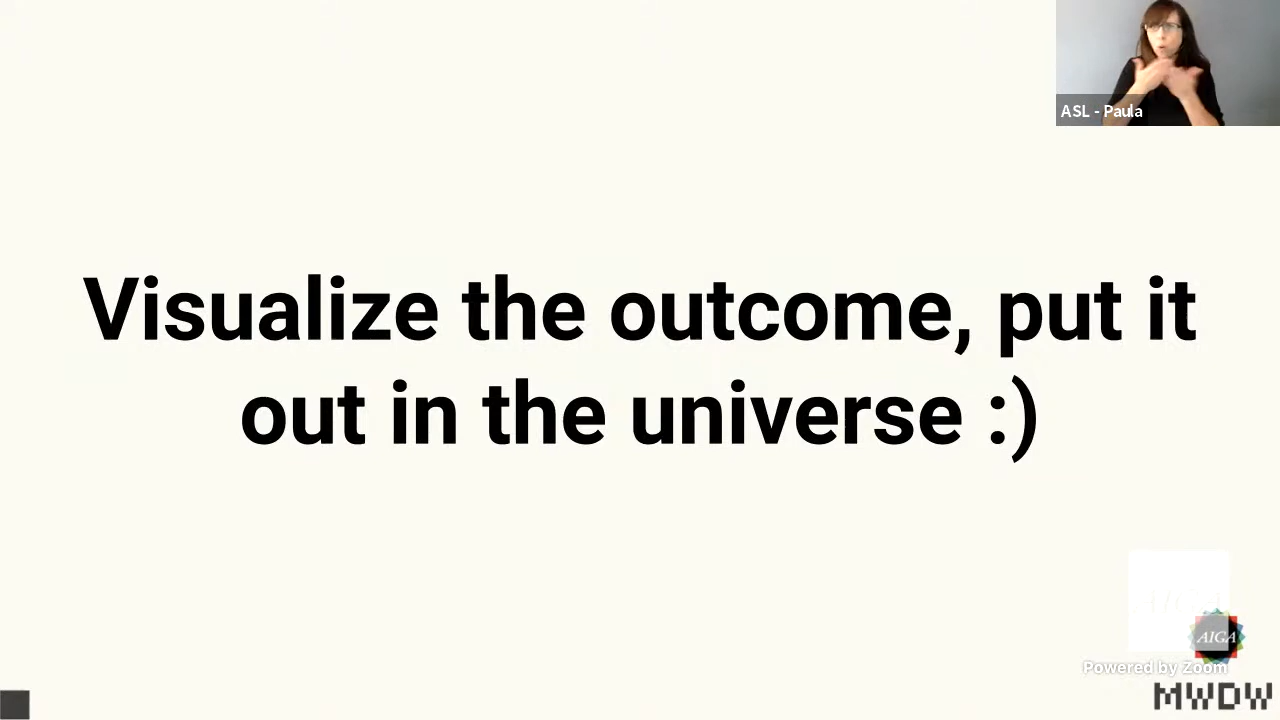 ASL - Paula
Visualize the outcome, put it
out in the universe :)
AIGA
Powered by Zoom
MWDW